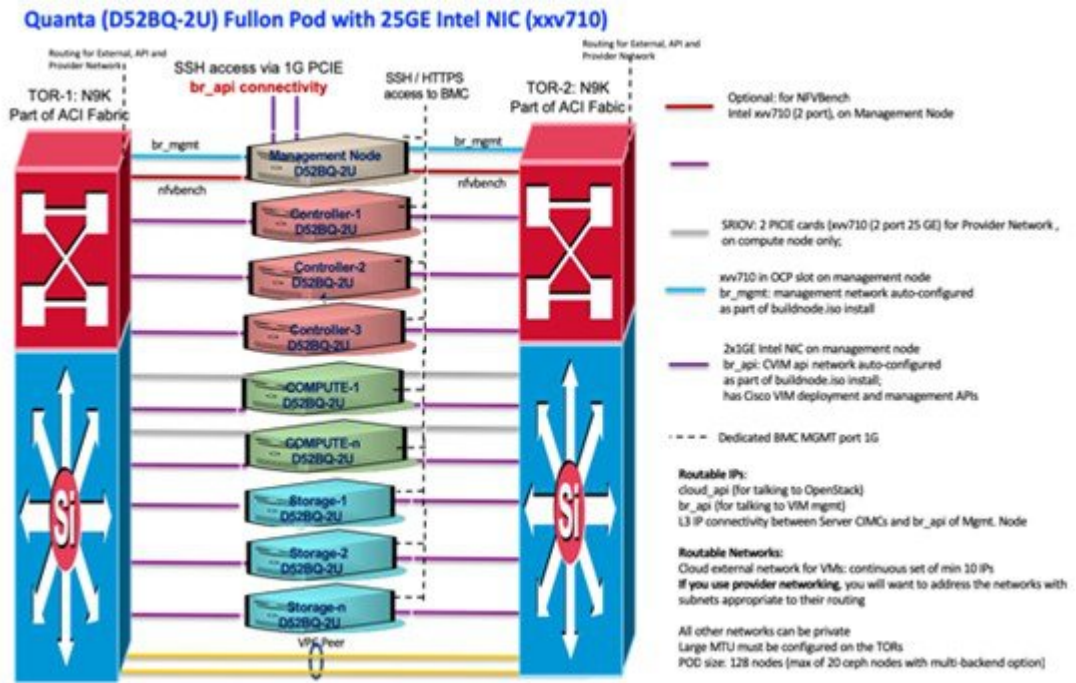 Quanta (D52BQ-2U) Fullon Pod with 25GE Intel NIC (xxv710)
Routing for External, API and
Provider Network
SSH access via 1G PCIE
br_api connectivity
SSH / HTTPS
access to BMC
Routing for External, API and
Provider Network
TOR-1: N9K
Part of ACI Fabric
TOR-2: N9K
Part of ACI Fabic
br_mgmt
Management Node
D52BQ-2U
br_mgmt
nfvbench
nfvbench
Controller-1
D52BQ-2U
Controller-2
D52BQ-2U
Controller-3
D52BQ-2U
COMPUTE-1
D52BQ-2U
COMPUTE-n
D52BQ-2U
Storage-1
D52BQ-2U
Storage-2
D52BQ-2U
Storage-n
D52BQ-2U
VPC Peer
Si
Si
Optional: for NFVBench
Intel xvv710 (2 port), on Management Node
SRIOV: 2 PICIE cards (xvv710 (2 port 25 GE) for Provider Network ,
on compute node only;
xvv710 in OCP slot on management node
br_mgmt: management network auto-configured
as part of buildnode.iso install
2x1GE Intel NIC on management node
br_api: CVIM api network auto-configured
as part of buildnode.iso install;
has Cisco VIM deployment and management APIs
Dedicated BMC MGMT port 1G
Routable IPs:
cloud_api (for talking to OpenStack)
br_api (for talking to VIM mgmt)
L3 IP connectivity between Server CIMCs and br_api of Mgmt. Node
Routable Networks:
Cloud external network for VMs: continuous set of min 10 IPs
If you use provider networking, you will want to address the networks with
subnets appropriate to their routing
All other networks can be private
Large MTU must be configured on the TORs
POD size: 128 nodes (max of 20 ceph nodes with multi-backend option)